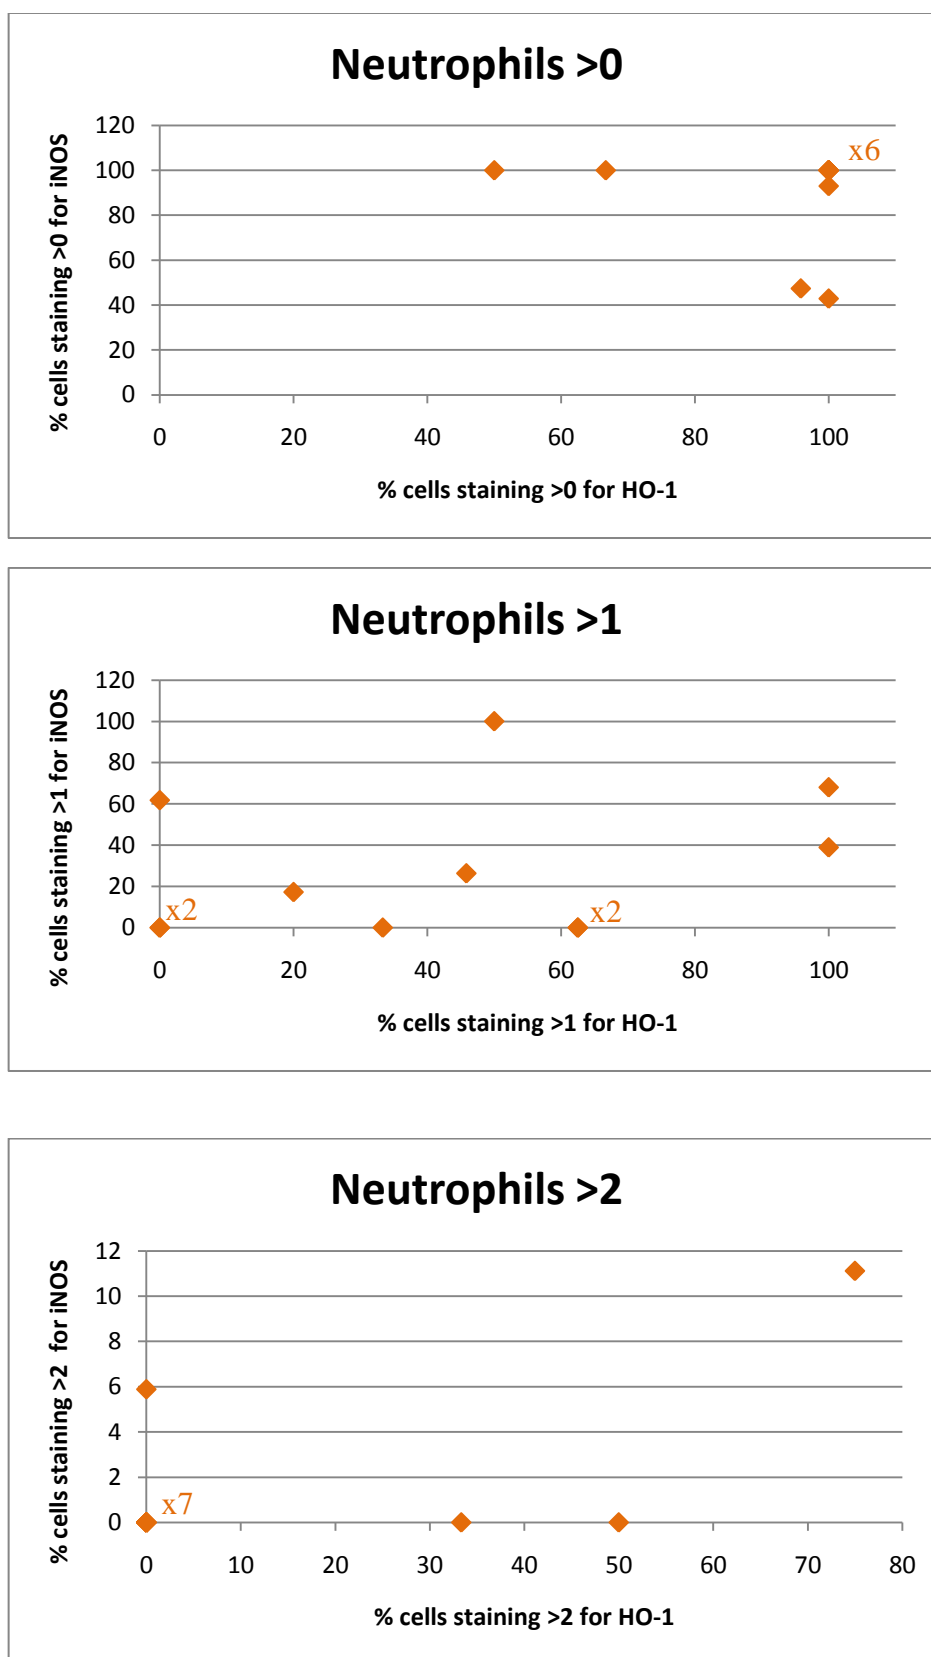 Neutrophils >0
% cells staining >0 for iNOS
120
100
80
60
40
20
0
x6
0 20 40 60 80 100
% cells staining >0 for HO-1
Neutrophils >1
% cells staining >1 for iNOS
120
100
80
60
40
20
0
x2
x2
0 20 40 60 80 100
% cells staining >1 for HO-1
Neutrophils >2
% cells staining >2 for iNOS
12
10
8
6
4
2
0
x7
0 10 20 30 40 50 60 70 80
% cells staining >2 for HO-1